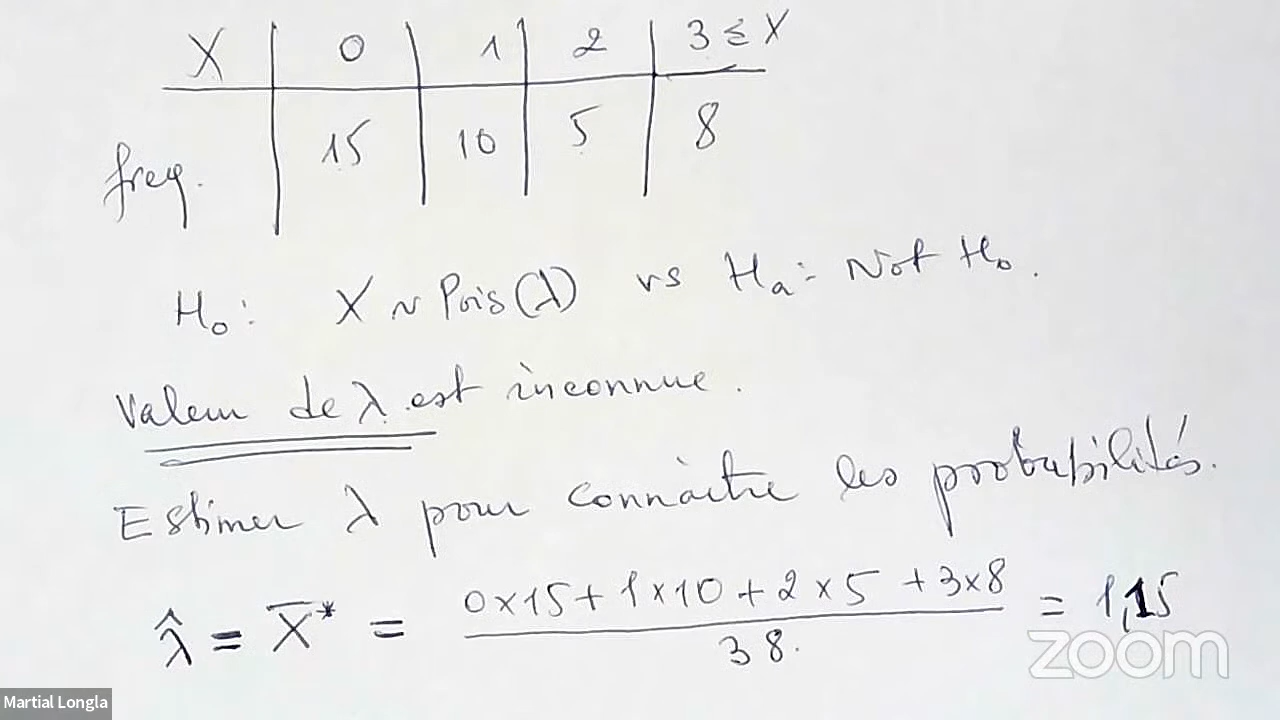 X | 0 | 1 | 2 | 3 ≤ X
freq. | 15 | 10 | 5 | 8
H₀: X ~ Pois(λ) vs Hₐ: Not H₀.
Valeur de λ est inconnue.
Estimer λ pour connaître les probabilités.
λ̂ = X̄* = (0×15 + 1×10 + 2×5 + 3×8)/38. = 1,15
zoom
Martial Longla